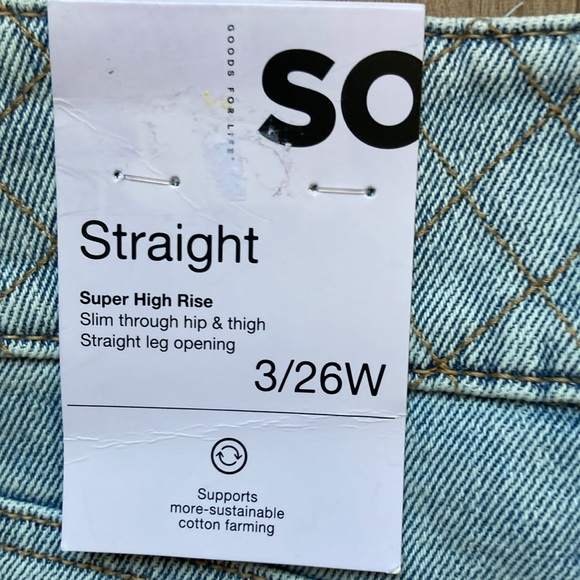 GOODS FOR LIFE
SO
Straight
Super High Rise
Slim through hip & thigh
Straight leg opening
3/26W
Supports
more-sustainable
cotton farming